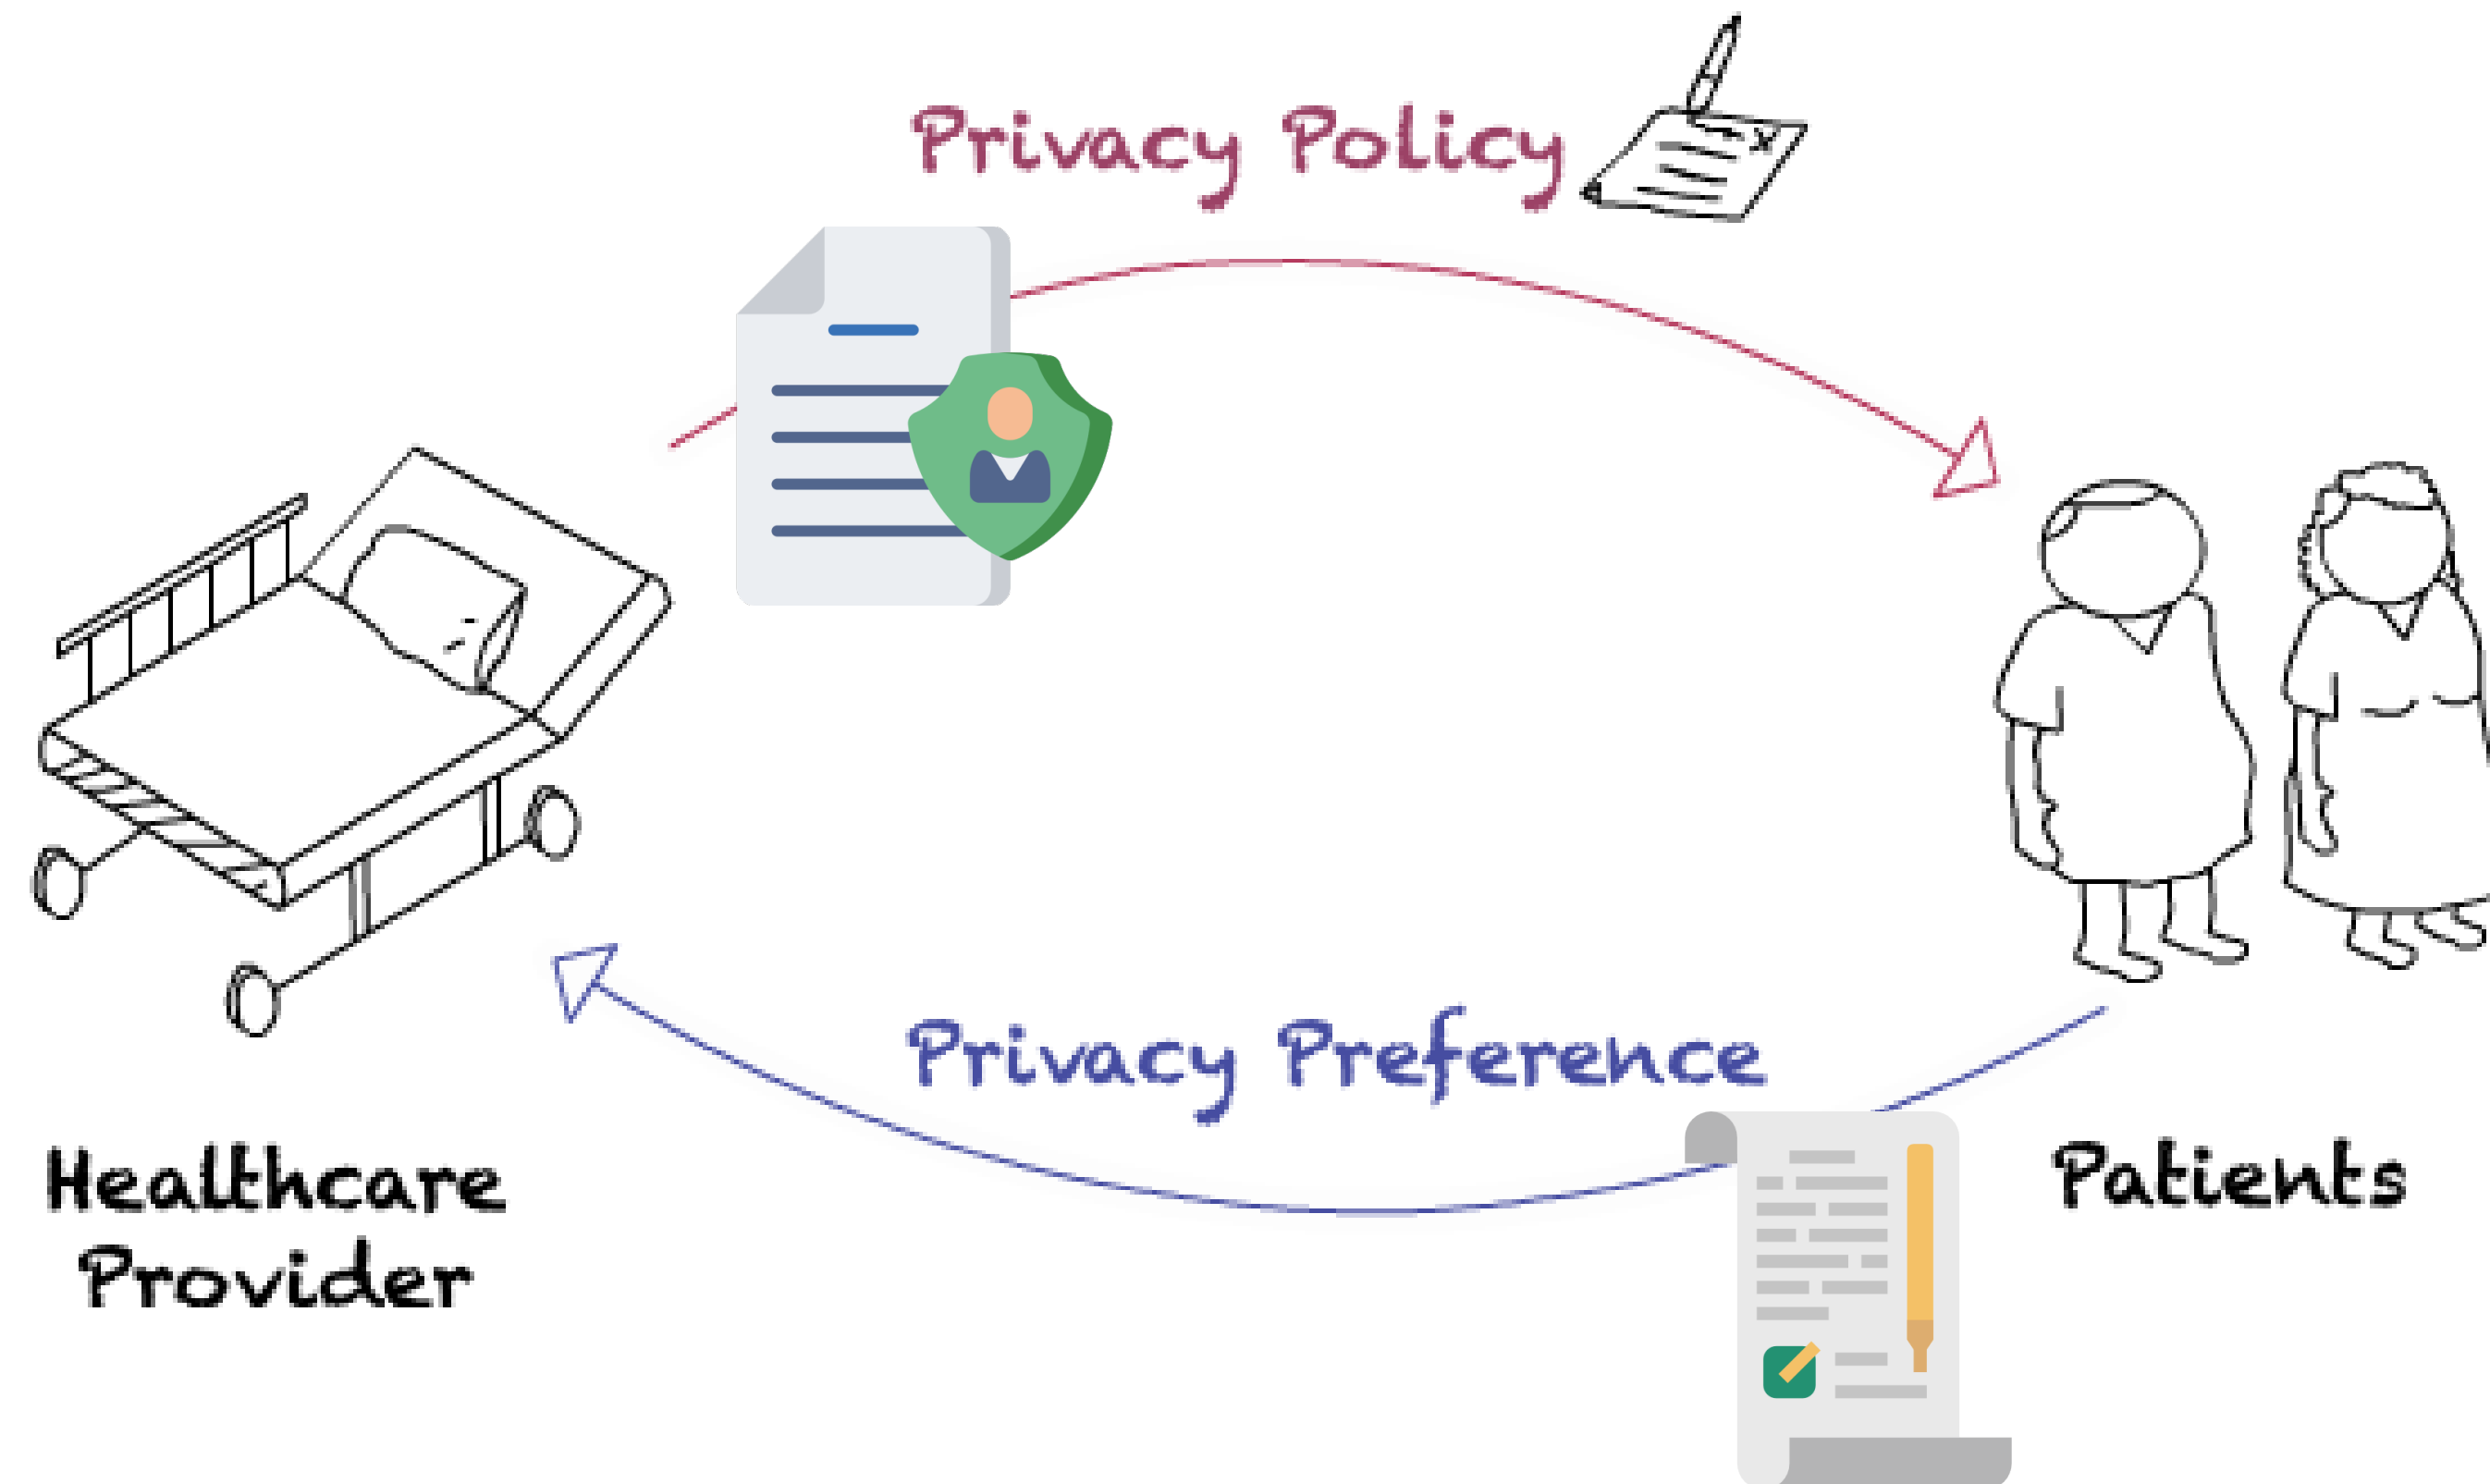 Privacy Policy
Privacy Preference
Healthcare
Provider
Patients